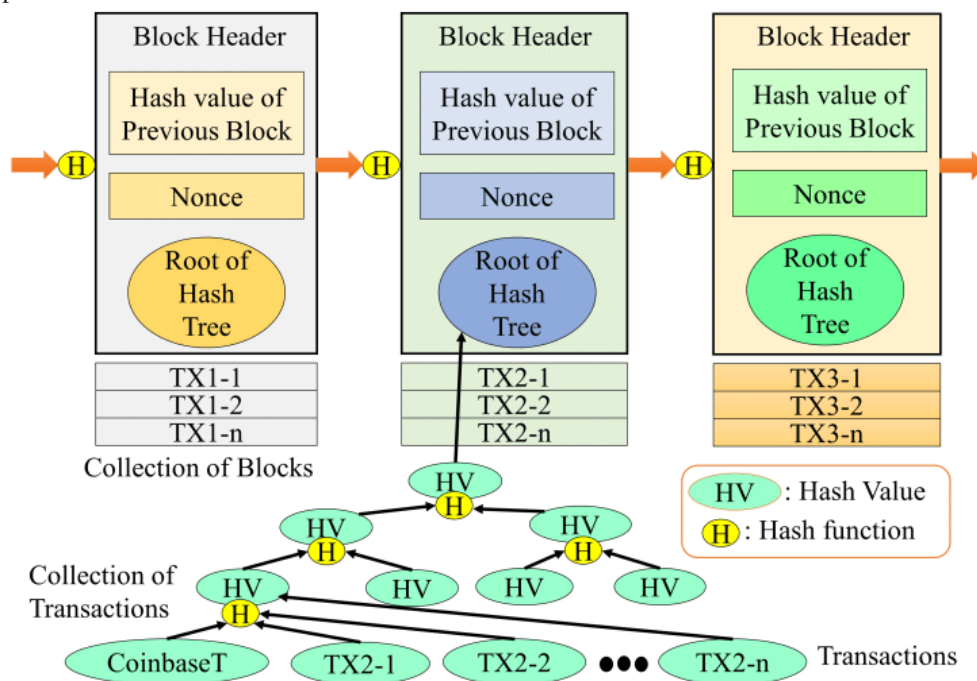 Block Header
Block Header
Block Header
Hash value of
Previous Block
Hash value of
Previous Block
Hash value of
Previous Block
H
H
H
Nonce
Nonce
Nonce
Root of
Hash
Tree
Root of
Hash
Tree
Root of
Hash
Tree
TX1-1
TX1-2
TX1-n
TX2-1
TX2-2
TX2-n
TX3-1
TX3-2
TX3-n
Collection of Blocks
HV
H
HV : Hash Value
H : Hash function
HV
H
HV
H
Collection of
Transactions
HV
H
HV
HV
HV
CoinbaseT
TX2-1
TX2-2
●●●
TX2-n
Transactions